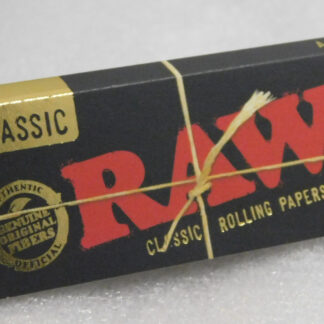 ASSIC
RAW
CLASSIC ROLLING PAPERS
AUTHENTIC
GENUINE
ORIGINAL
FIBERS
OFFICIAL